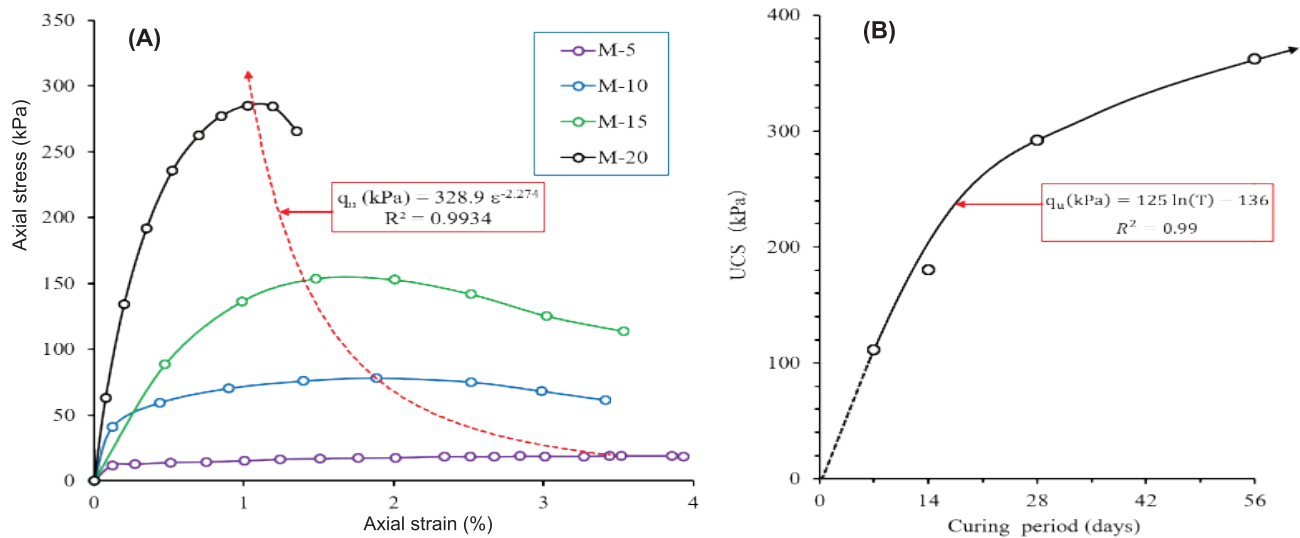 (A)
Axial stress (kPa)
350
300
250
200
150
100
50
0
M-5
M-10
M-15
M-20
qᵤ (kPa) = 328.9 ε⁻²·²⁷⁴
R² = 0.9934
0
1
2
3
4
Axial strain (%)
(B)
UCS (kPa)
400
300
200
100
0
qᵤ(kPa) = 125 ln(T) − 136
R² = 0.99
0
14
28
42
56
Curing period (days)